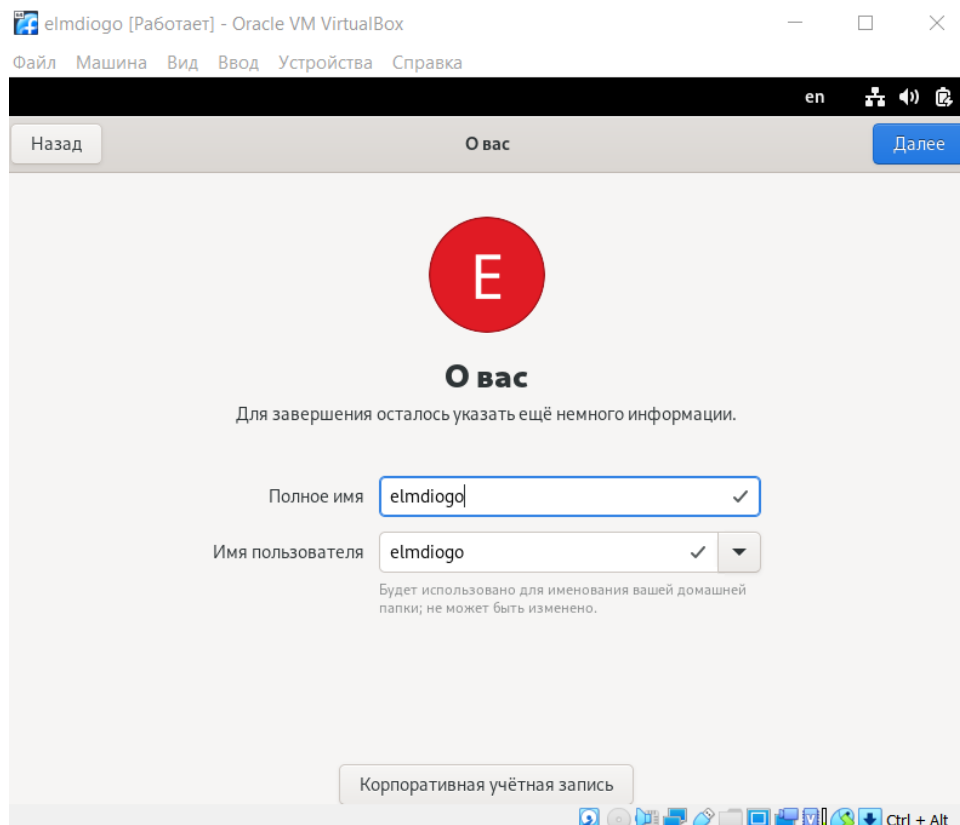 elmdiogo [Работает] - Oracle VM VirtualBox
Файл Машина Вид Ввод Устройства Справка
en
Назад О вас Далее
E
О вас
Для завершения осталось указать ещё немного информации.
Полное имя elmdiogo
Имя пользователя elmdiogo
Будет использовано для именования вашей домашней
папки; не может быть изменено.
Корпоративная учётная запись
Ctrl + Alt